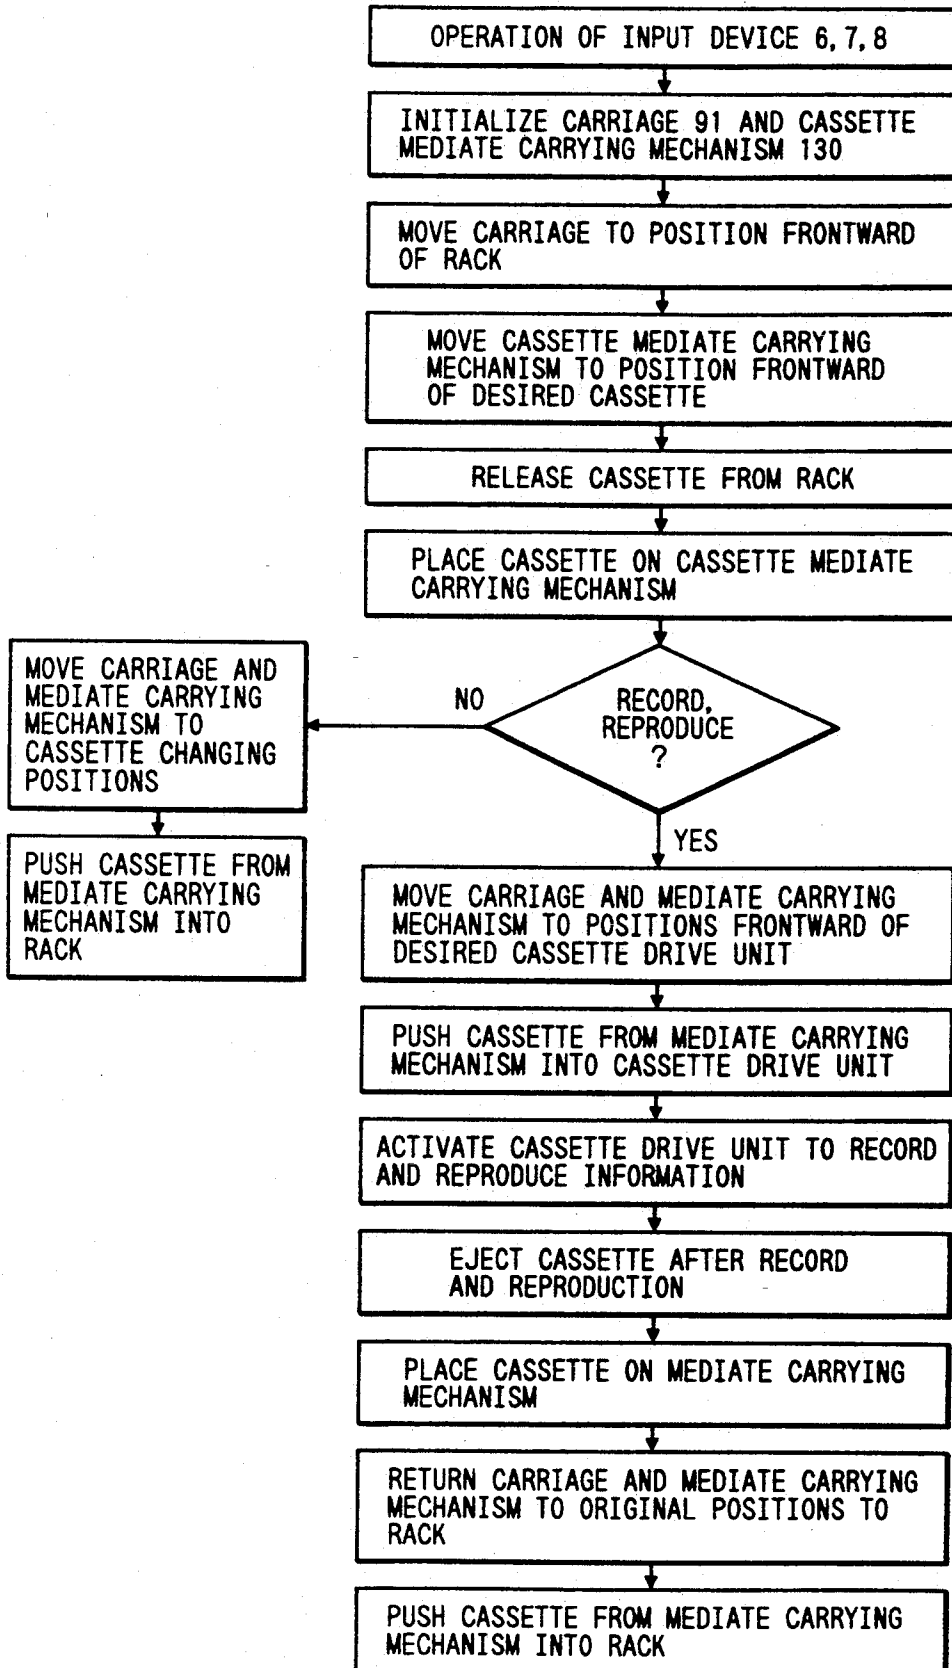 OPERATION OF INPUT DEVICE 6, 7, 8
INITIALIZE CARRIAGE 91 AND CASSETTE
MEDIATE CARRYING MECHANISM 130
MOVE CARRIAGE TO POSITION FRONTWARD
OF RACK
MOVE CASSETTE MEDIATE CARRYING
MECHANISM TO POSITION FRONTWARD
OF DESIRED CASSETTE
RELEASE CASSETTE FROM RACK
PLACE CASSETTE ON CASSETTE MEDIATE
CARRYING MECHANISM
RECORD,
REPRODUCE
?
NO
MOVE CARRIAGE AND
MEDIATE CARRYING
MECHANISM TO
CASSETTE CHANGING
POSITIONS
PUSH CASSETTE FROM
MEDIATE CARRYING
MECHANISM INTO
RACK
YES
MOVE CARRIAGE AND MEDIATE CARRYING
MECHANISM TO POSITIONS FRONTWARD OF
DESIRED CASSETTE DRIVE UNIT
PUSH CASSETTE FROM MEDIATE CARRYING
MECHANISM INTO CASSETTE DRIVE UNIT
ACTIVATE CASSETTE DRIVE UNIT TO RECORD
AND REPRODUCE INFORMATION
EJECT CASSETTE AFTER RECORD
AND REPRODUCTION
PLACE CASSETTE ON MEDIATE CARRYING
MECHANISM
RETURN CARRIAGE AND MEDIATE CARRYING
MECHANISM TO ORIGINAL POSITIONS TO
RACK
PUSH CASSETTE FROM MEDIATE CARRYING
MECHANISM INTO RACK